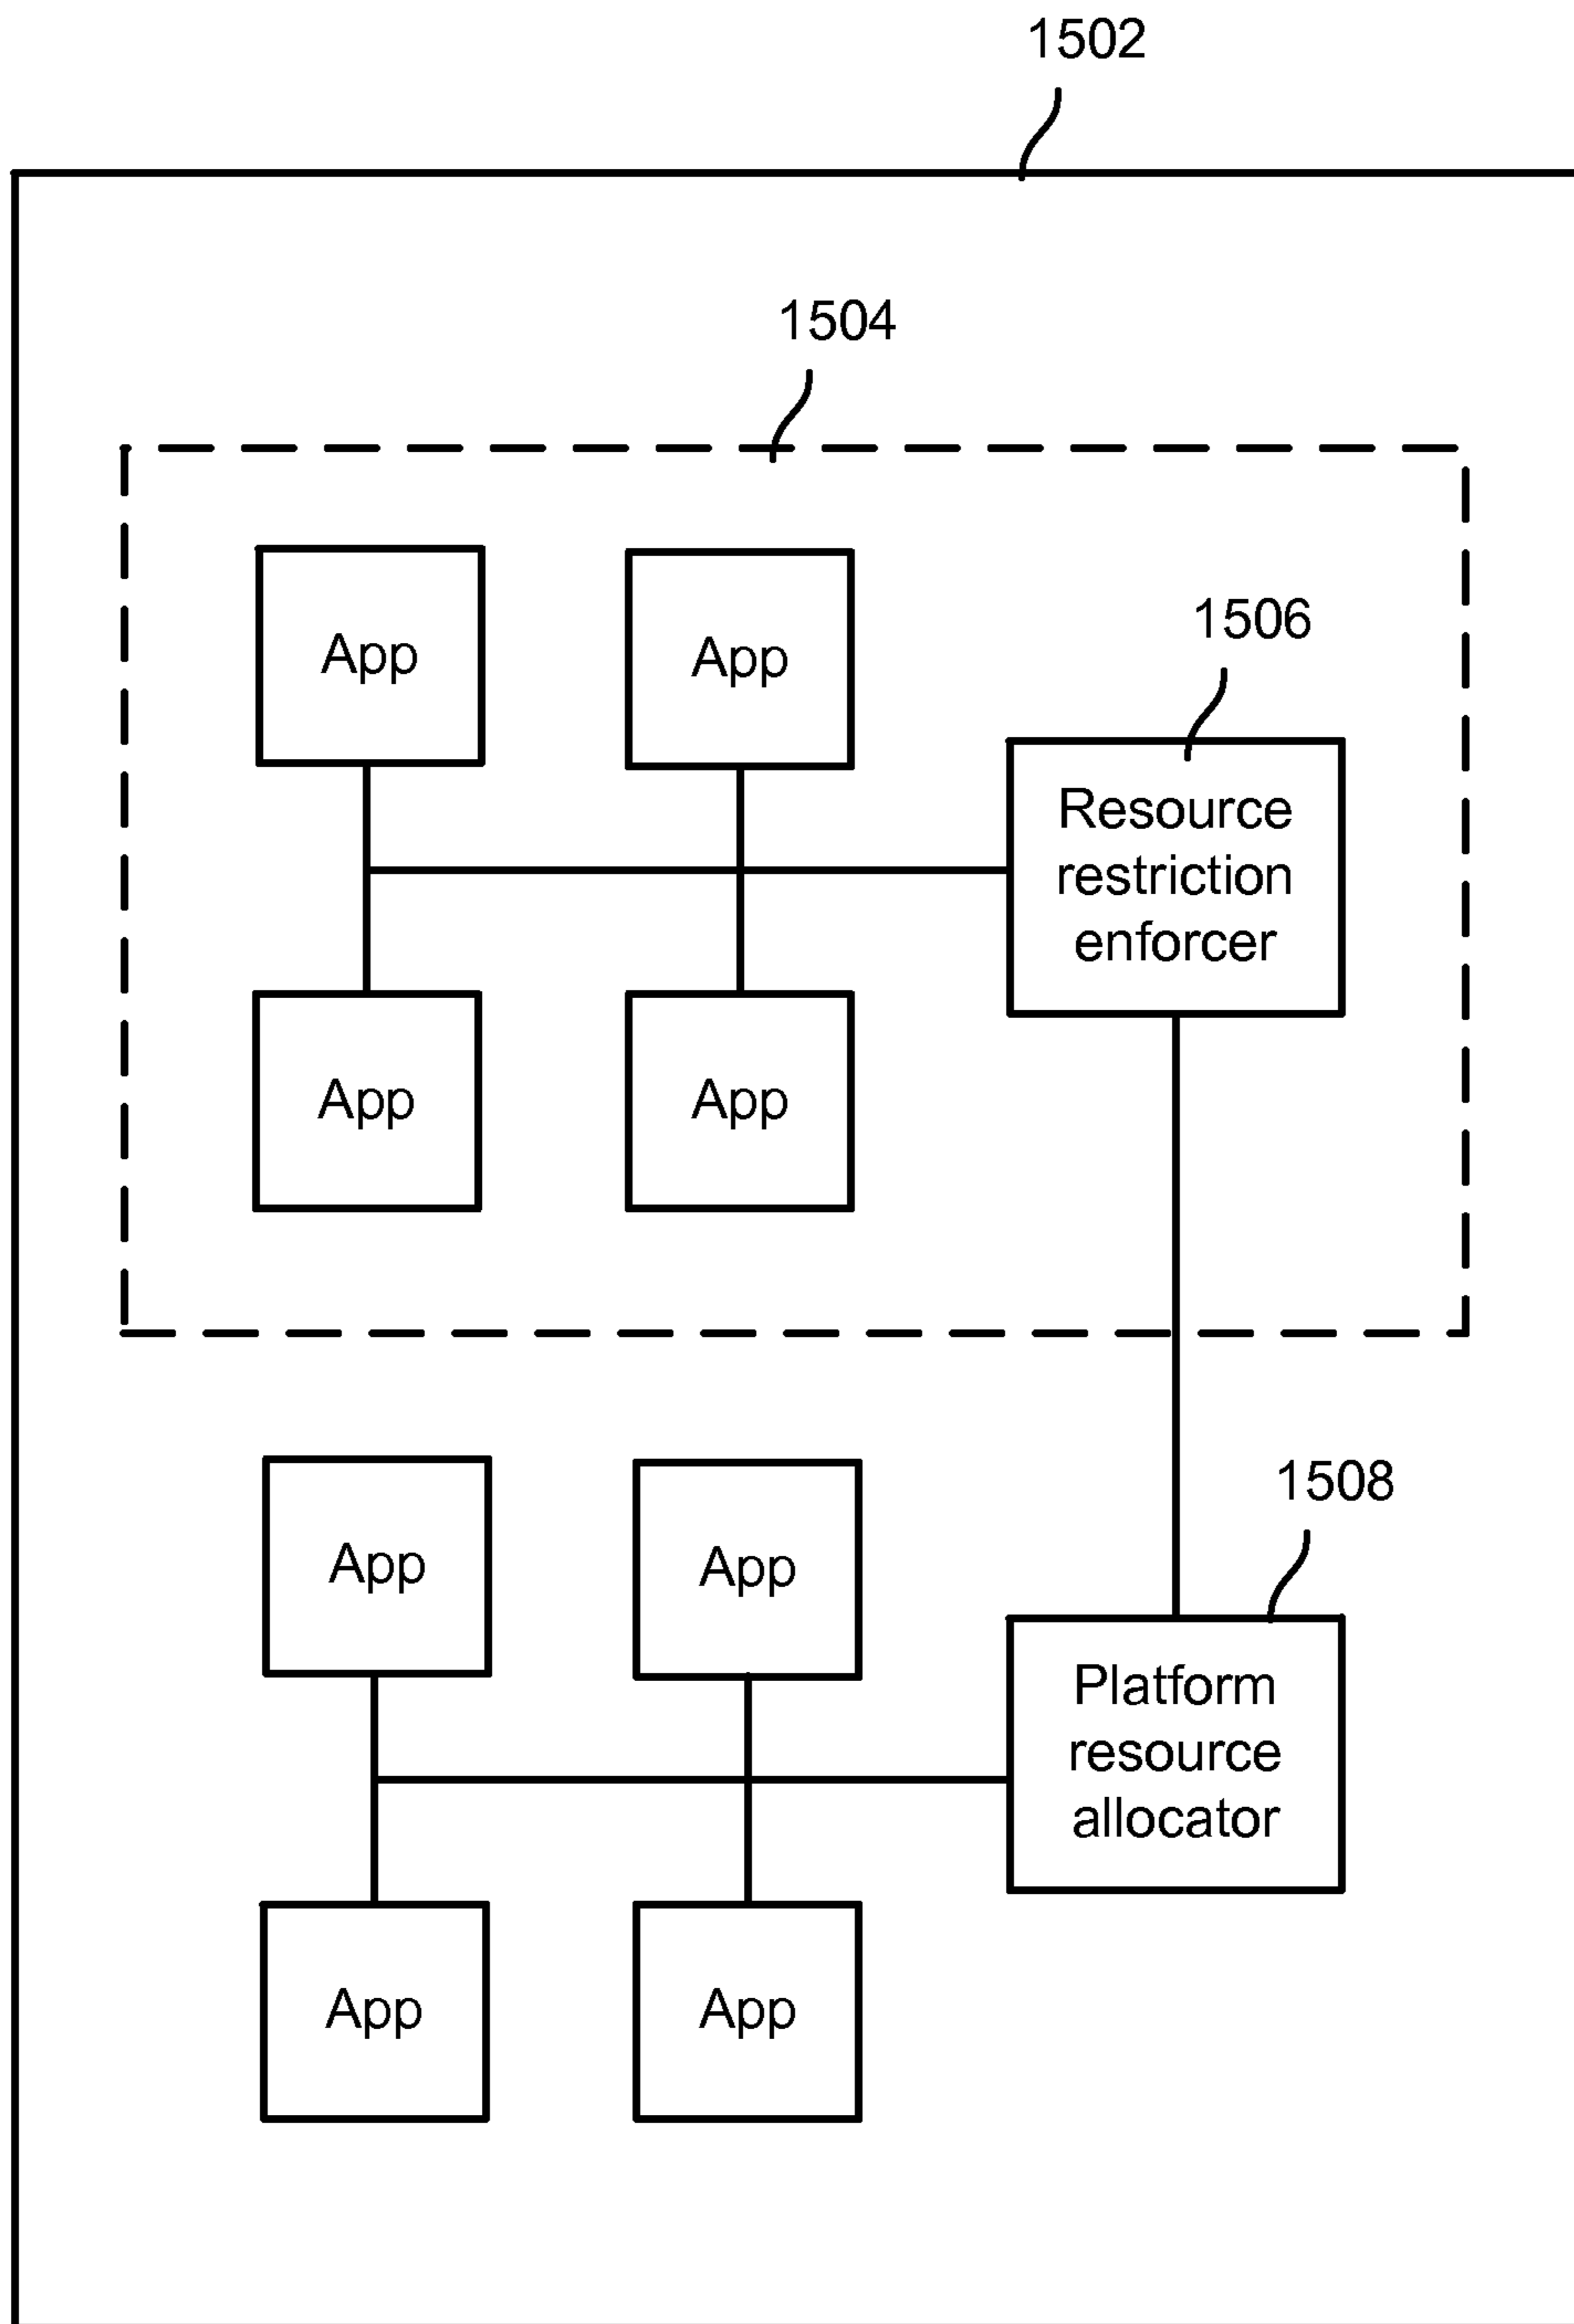 1502
1504
App
App
1506
Resource
restriction
enforcer
App
App
App
App
1508
Platform
resource
allocator
App
App